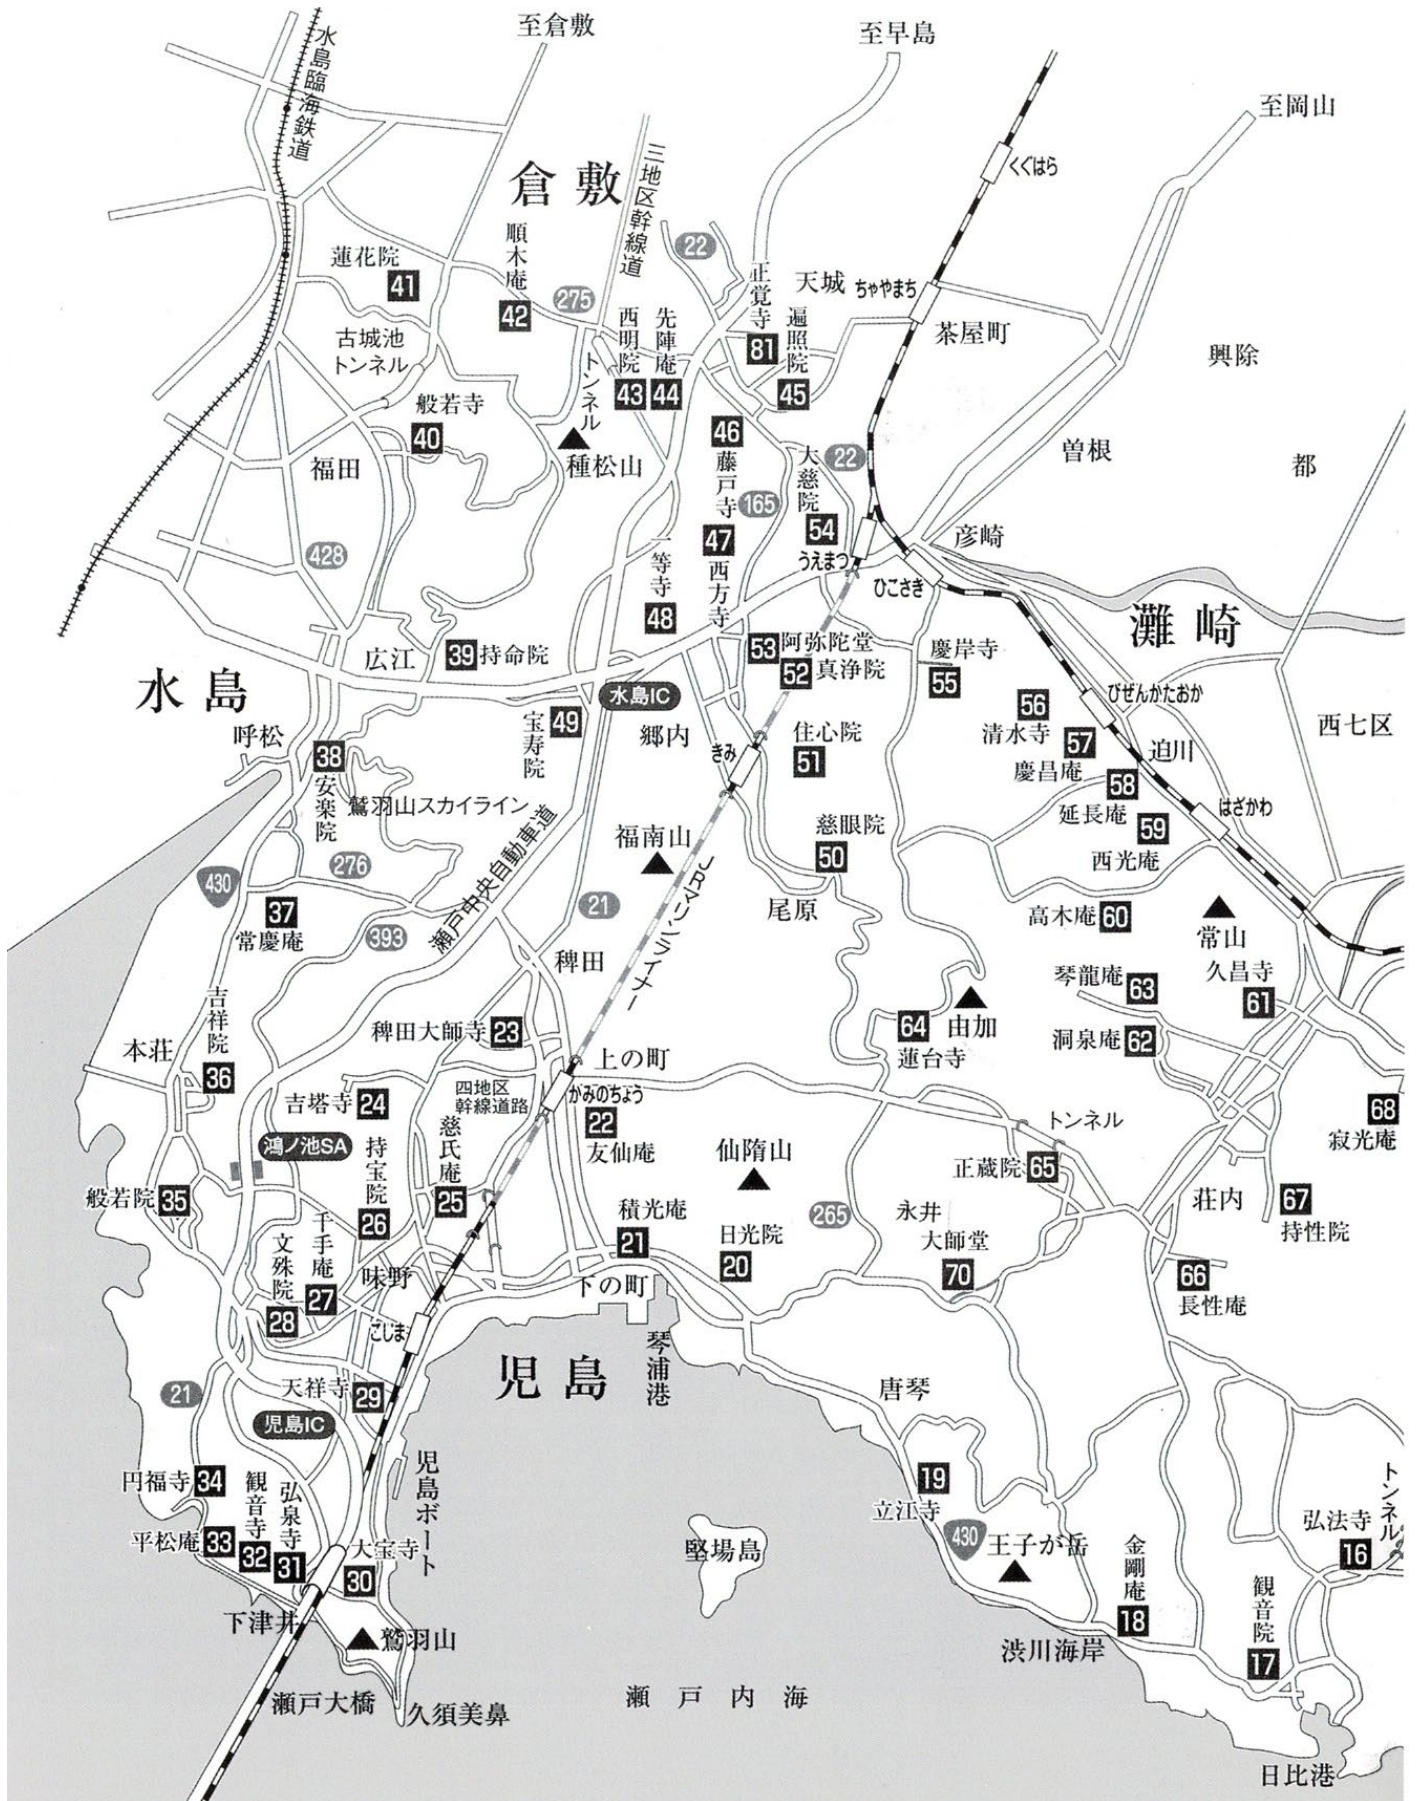 至倉敷
至早島
水島臨海鉄道
至岡山
くぐはら
倉敷
三地区幹線道
順木庵
42
蓮花院
41
22
275
正覚寺
81
天城
ちゃやまち
茶屋町
遍照院
45
西明院
43
先陣庵
44
古城池
トンネル
トンネル
興除
般若寺
40
種松山
福田
46
藤戸寺
大慈院
54
22
曽根
都
165
47
西方寺
428
うえまつ
彦崎
ひこさき
一等寺
48
灘崎
広江
39
持命院
53
阿弥陀堂
52
真浄院
慶岸寺
55
水島
水島IC
びぜんかたおか
56
清水寺
宝寿院
49
郷内
きみ
住心院
51
57
慶昌庵
迫川
西七区
呼松
38
安楽院
鷲羽山スカイライン
58
延長庵
はざかわ
瀬戸中央自動車道
福南山
慈眼院
50
59
西光庵
276
430
JRマリンライナー
21
37
常慶庵
393
尾原
高木庵
60
常山
稗田
琴龍庵
63
久昌寺
61
吉祥院
36
稗田大師寺
23
64
蓮台寺
由加
洞泉庵
62
本荘
上の町
四地区
幹線道路
かみのちょう
吉塔寺
24
22
友仙庵
トンネル
68
寂光庵
鴻ノ池SA
持宝院
26
慈氏庵
25
仙隋山
正蔵院
65
般若院
35
積光庵
21
荘内
67
持性院
265
永井
大師堂
70
日光院
20
千手庵
27
文殊院
28
味野
下の町
66
長性庵
こじま
児島
琴浦港
天祥寺
29
21
唐琴
児島IC
円福寺
34
観音寺
32
弘泉寺
31
児島ボート
19
立江寺
トンネル
平松庵
33
大宝寺
30
竪場島
430
王子が岳
金剛庵
18
弘法寺
16
観音院
17
下津井
鷲羽山
渋川海岸
瀬戸大橋
久須美鼻
瀬戸内海
日比港